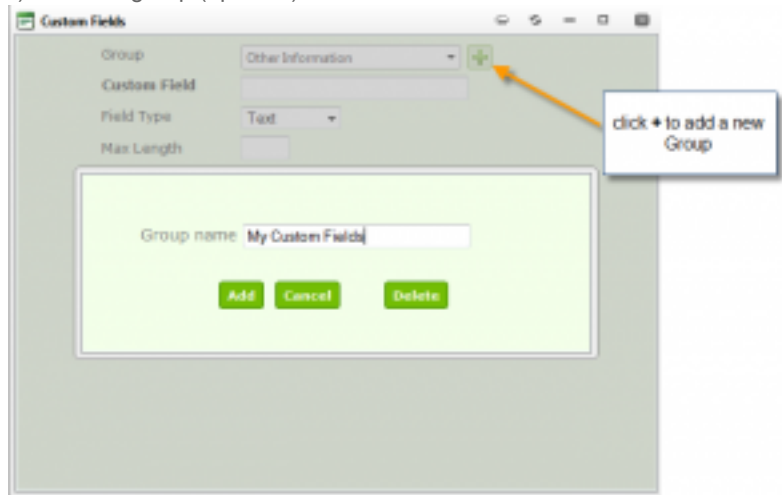 Custom Fields
Group
Other Information
Custom Field
Field Type
Text
Max Length
click + to add a new
Group
Group name
My Custom Fields
Add
Cancel
Delete